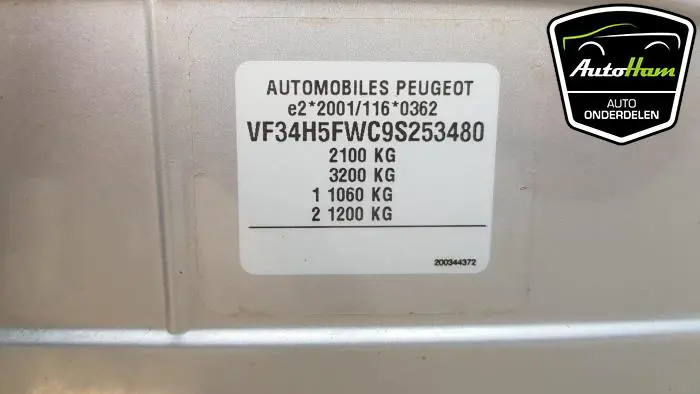 AUTOMOBILES PEUGEOT
e2*2001/116*0362
VF34H5FWC9S253480
2100 KG
3200 KG
1 1060 KG
2 1200 KG
200344372
AutoHam
AUTO
ONDERDELEN